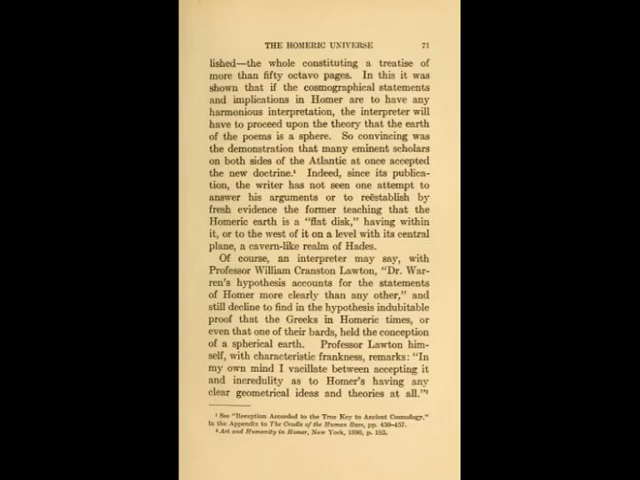 THE HOMERIC UNIVERSE 71
lished—the whole constituting a treatise of
more than fifty octavo pages. In this it was
shown that if the cosmographical statements
and implications in Homer are to have any
harmonious interpretation, the interpreter will
have to proceed upon the theory that the earth
of the poems is a sphere. So convincing was
the demonstration that many eminent scholars
on both sides of the Atlantic at once accepted
the new doctrine.¹ Indeed, since its publica-
tion, the writer has not seen one attempt to
answer his arguments or to reëstablish by
fresh evidence the former teaching that the
Homeric earth is a "flat disk," having within
it, or to the west of it on a level with its central
plane, a cavern-like realm of Hades.
Of course, an interpreter may say, with
Professor William Cranston Lawton, "Dr. War-
ren's hypothesis accounts for the statements
of Homer more clearly than any other," and
still decline to find in the hypothesis indubitable
proof that the Greeks in Homeric times, or
even that one of their bards, held the conception
of a spherical earth. Professor Lawton him-
self, with characteristic frankness, remarks: "In
my own mind I vacillate between accepting it
and incredulity as to Homer's having any
clear geometrical ideas and theories at all."²
¹ See "Reception Accorded to the True Key to Ancient Cosmology,"
in the Appendix to The Cradle of the Human Race, pp. 450-457.
² Art and Humanity in Homer, New York, 1896, p. 183.